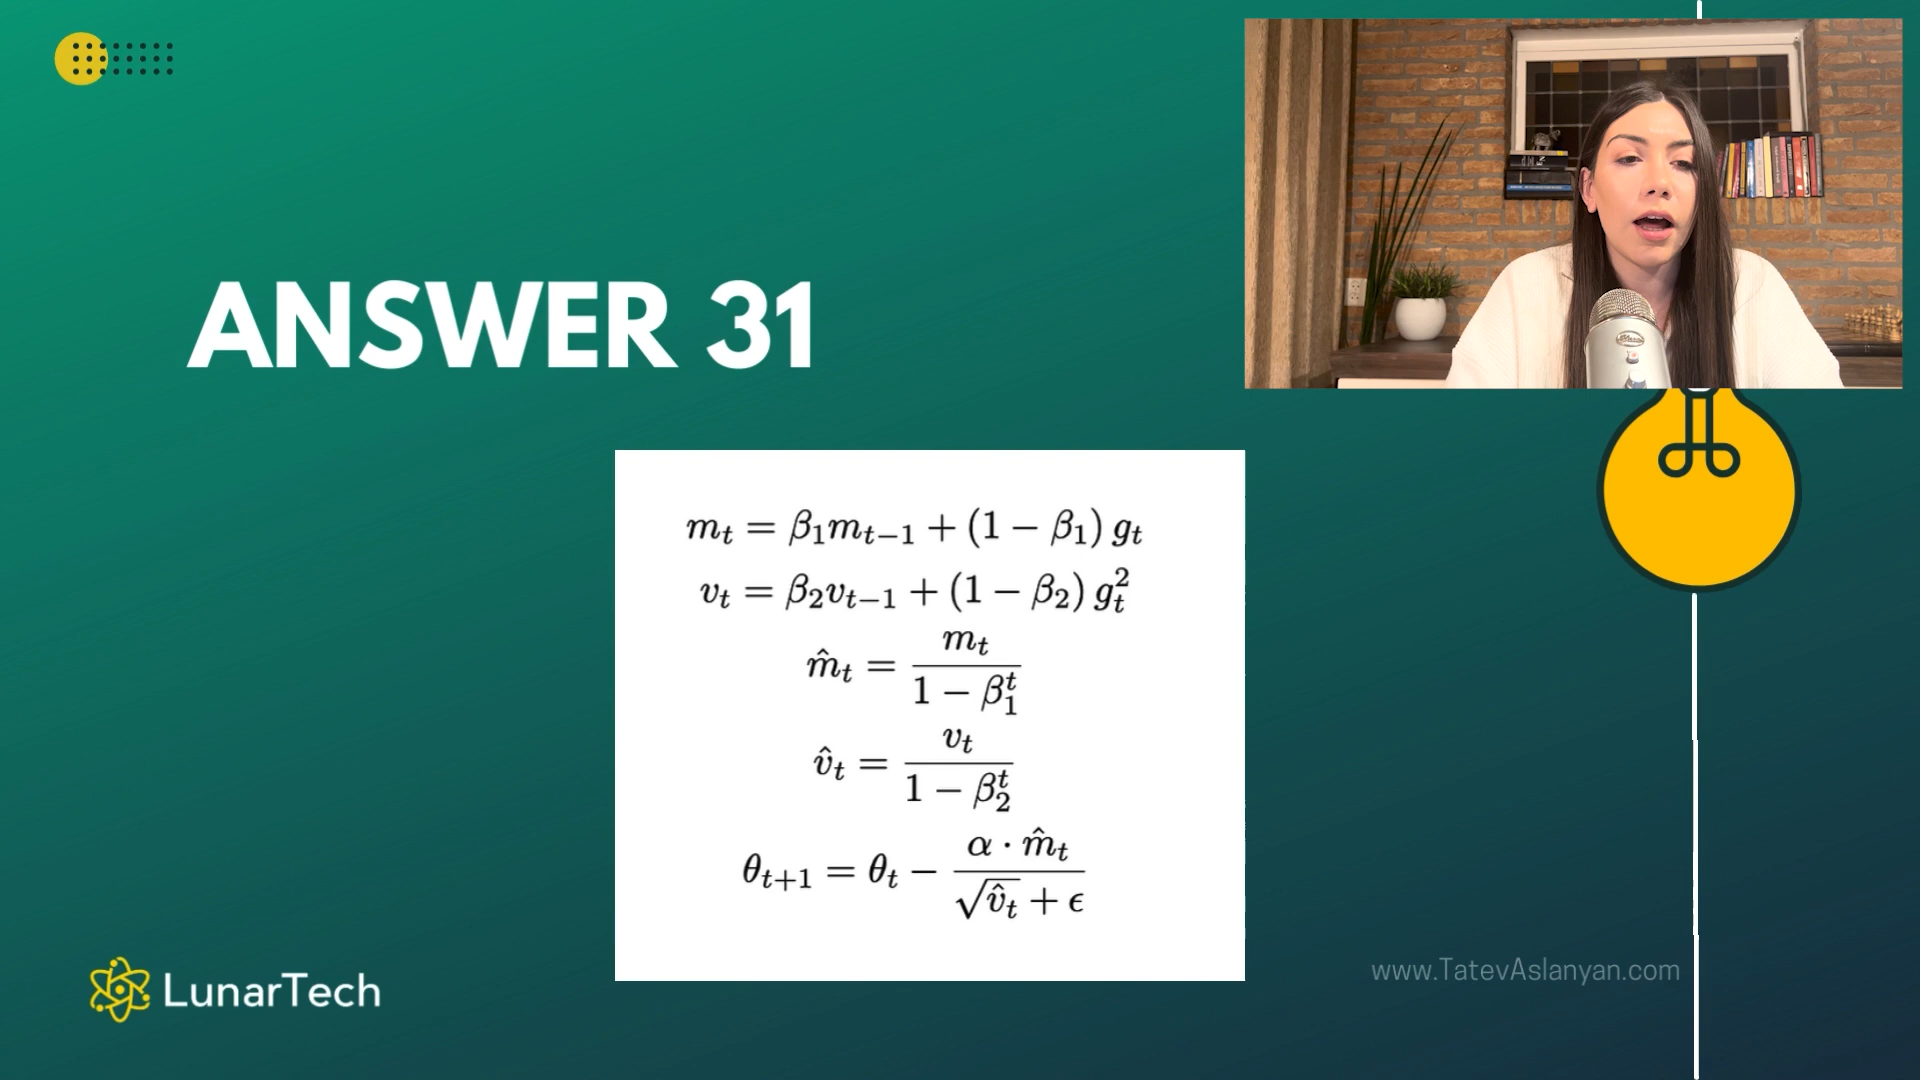 ANSWER 31
m_t = β_1 m_{t−1} + (1 − β_1) g_t
v_t = β_2 v_{t−1} + (1 − β_2) g_t^2
m̂_t = m_t / (1 − β_1^t)
v̂_t = v_t / (1 − β_2^t)
θ_{t+1} = θ_t − (α · m̂_t) / (√v̂_t + ϵ)
LunarTech
www.TatevAslanyan.com